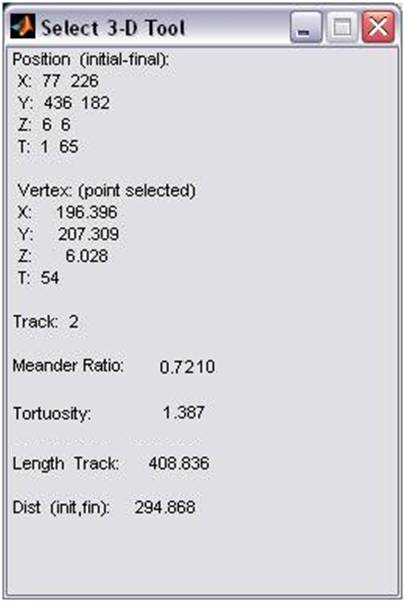 Select 3-D Tool
Position (initial-final):
X: 77 226
Y: 436 182
Z: 6 6
T: 1 65
Vertex: (point selected)
X: 196.396
Y: 207.309
Z: 6.028
T: 54
Track: 2
Meander Ratio: 0.7210
Tortuosity: 1.387
Length Track: 408.836
Dist (init,fin): 294.868